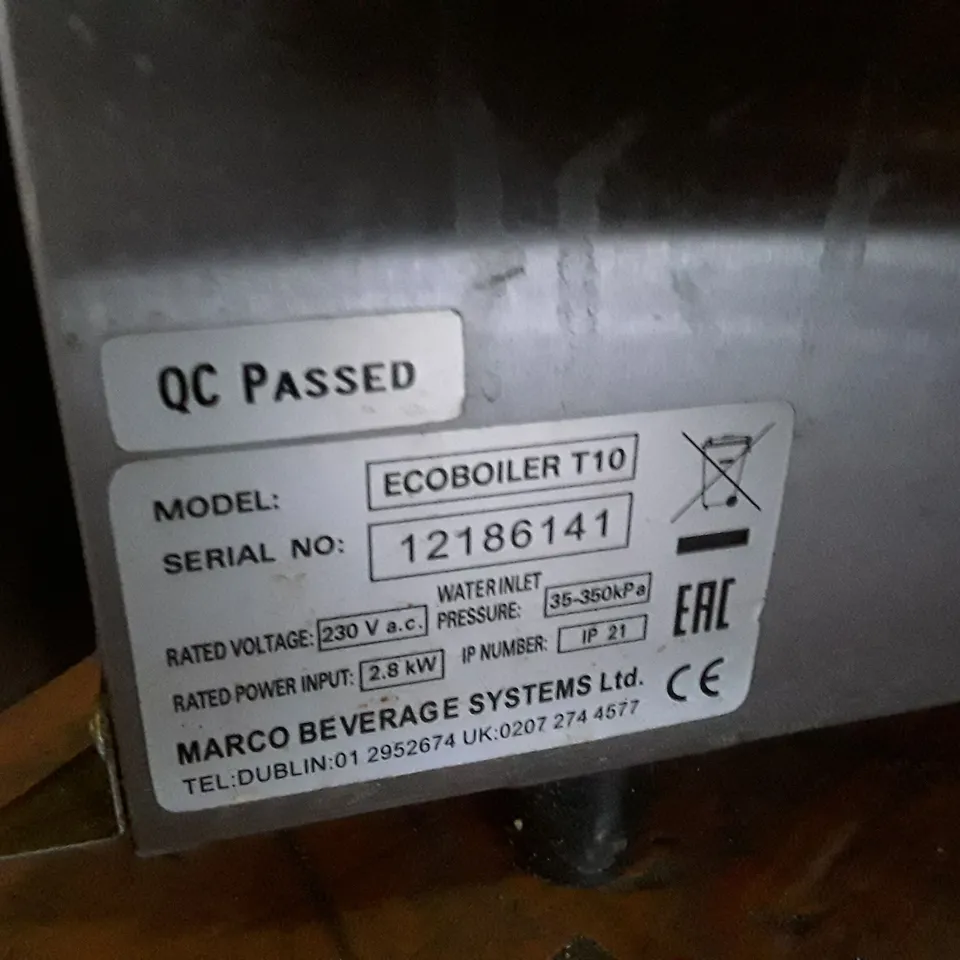 QC PASSED
MODEL: ECOBOILER T10
SERIAL NO: 12186141
RATED VOLTAGE: 230 V a.c. WATER INLET PRESSURE: 35-350kPa
RATED POWER INPUT: 2.8 kW IP NUMBER: IP 21
EAC
CE
MARCO BEVERAGE SYSTEMS Ltd.
TEL:DUBLIN:01 2952674 UK:0207 274 4577